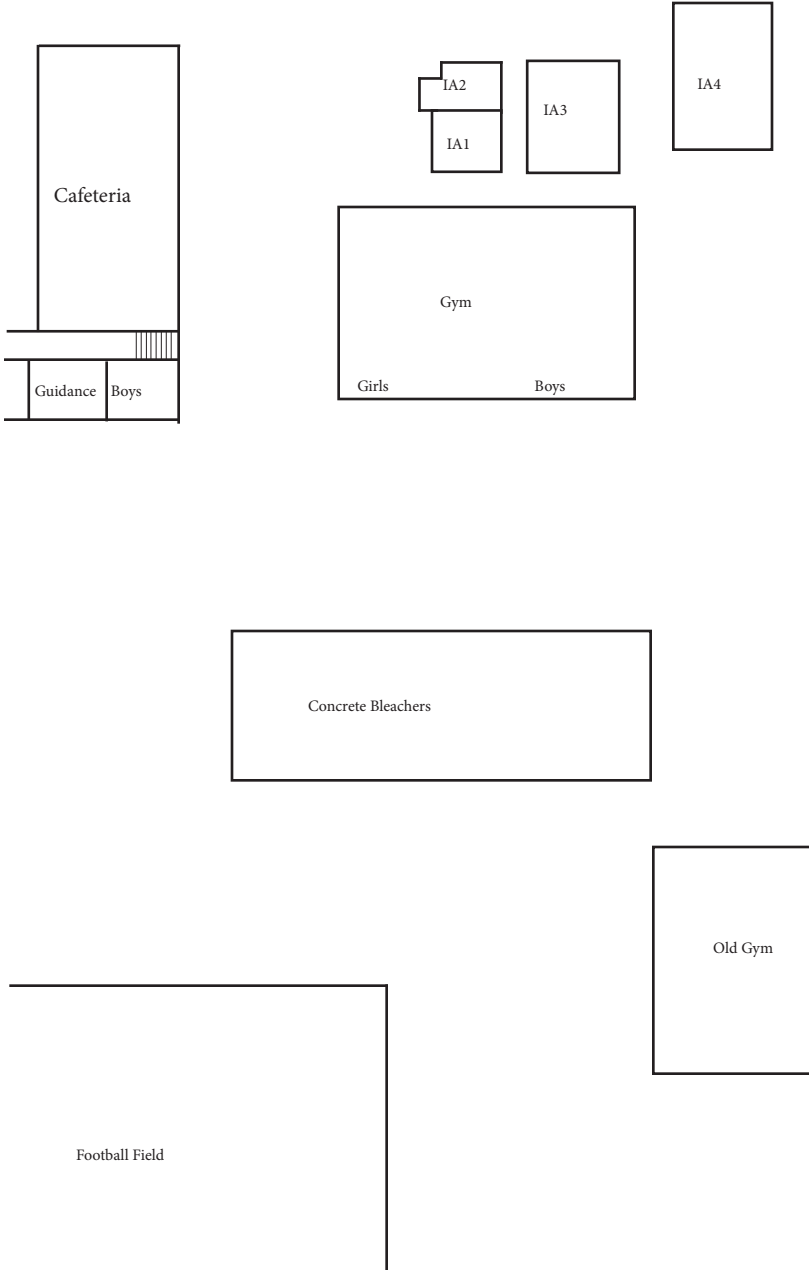 IA4
IA2
IA3
IA1
Cafeteria
Gym
Girls
Boys
Guidance
Boys
Concrete Bleachers
Old Gym
Football Field